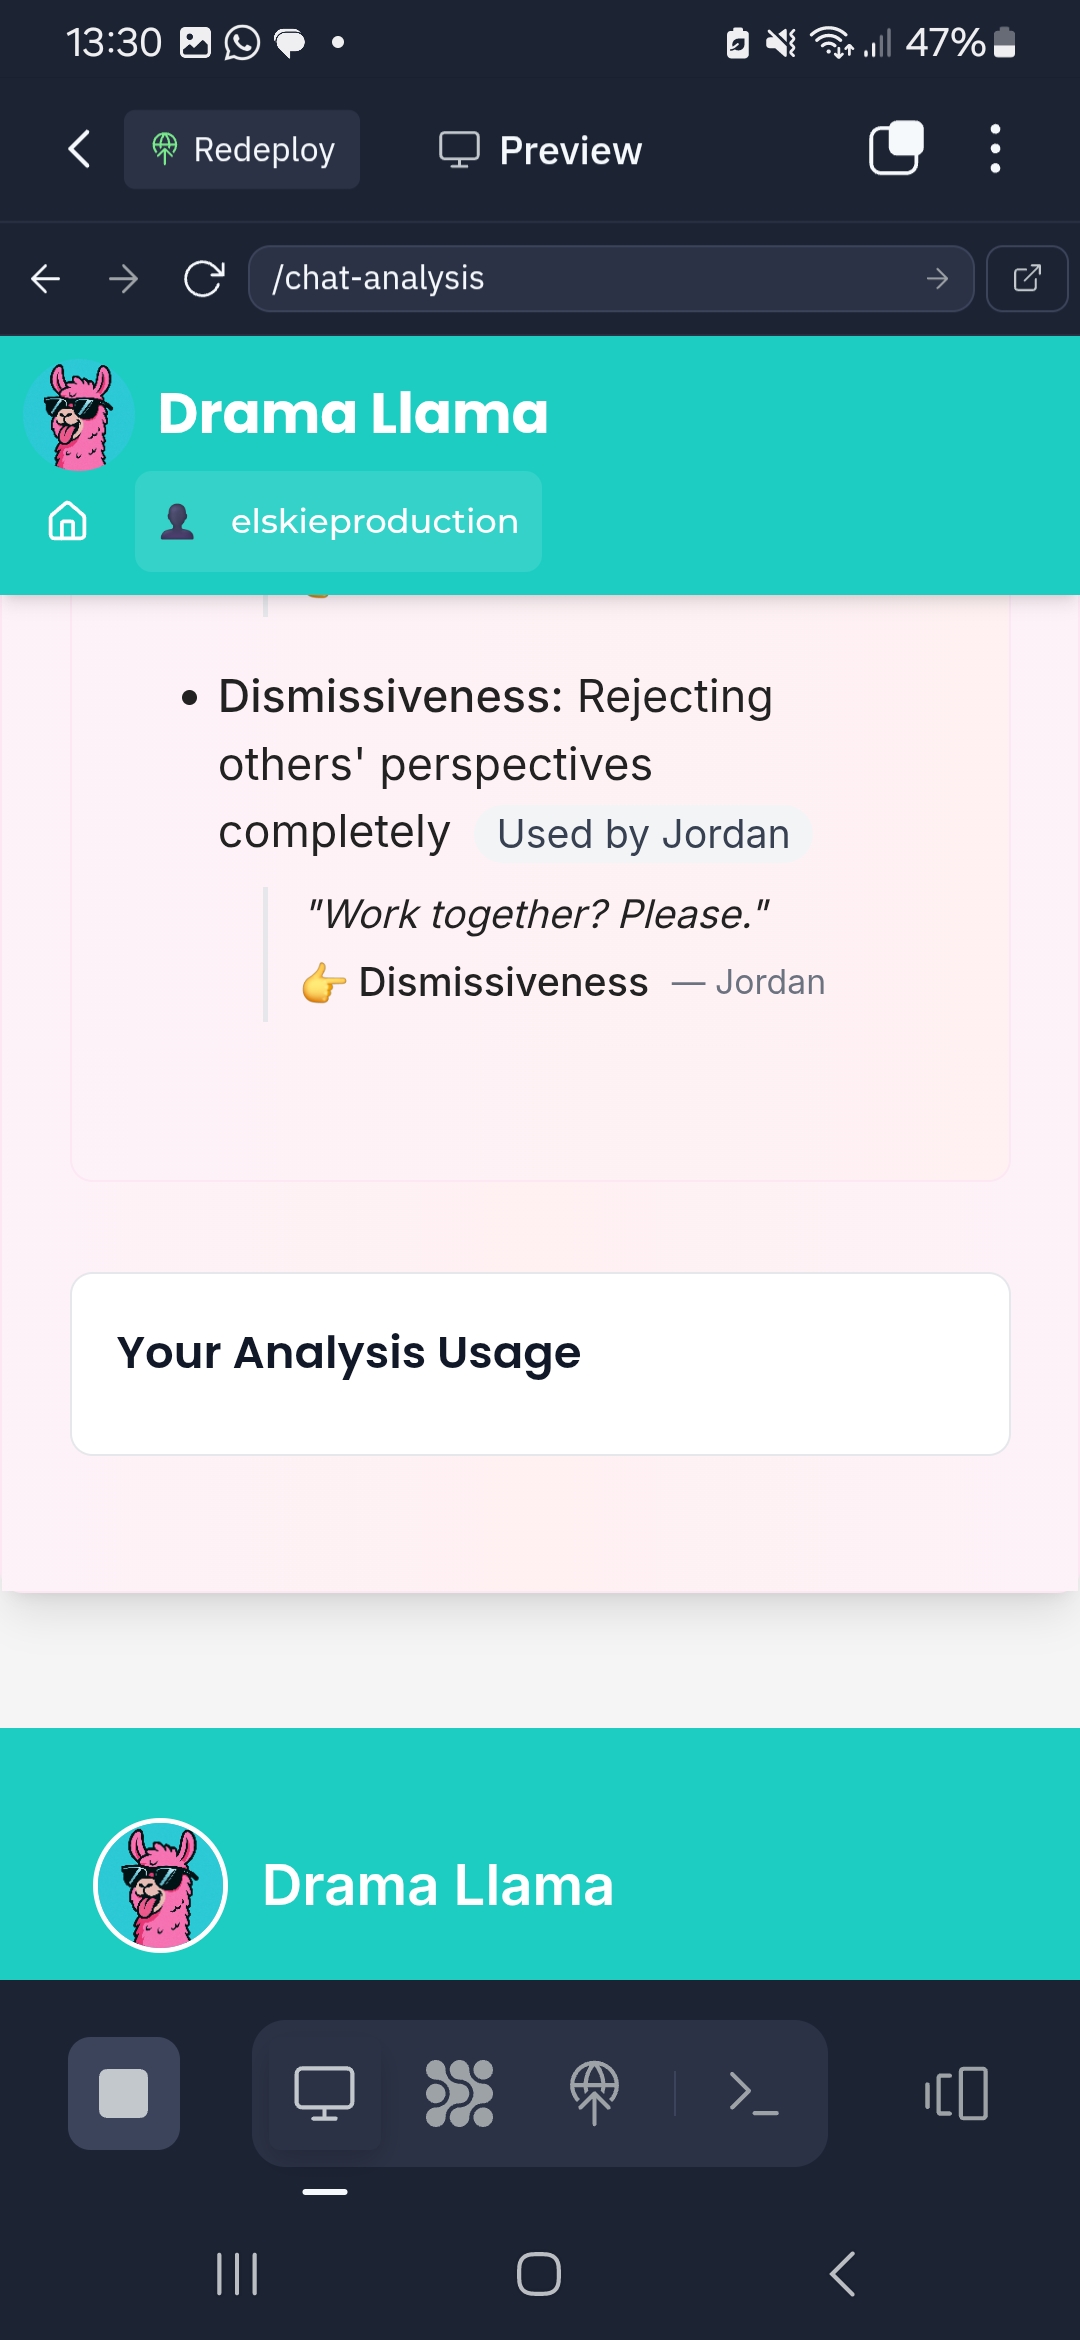 13:30
47%
Redeploy
Preview
/chat-analysis
Drama Llama
elskieproduction
• Dismissiveness: Rejecting
others' perspectives
completely Used by Jordan
"Work together? Please."
👉 Dismissiveness — Jordan
Your Analysis Usage
Drama Llama